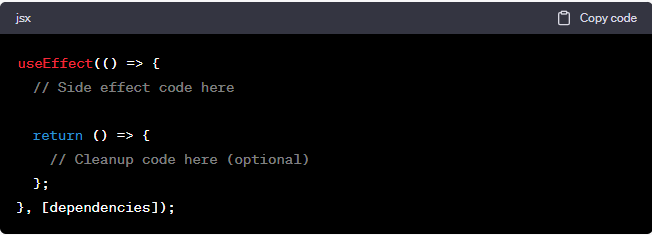 jsx
Copy code
useEffect(() => {
  // Side effect code here
  return () => {
    // Cleanup code here (optional)
  };
}, [dependencies]);